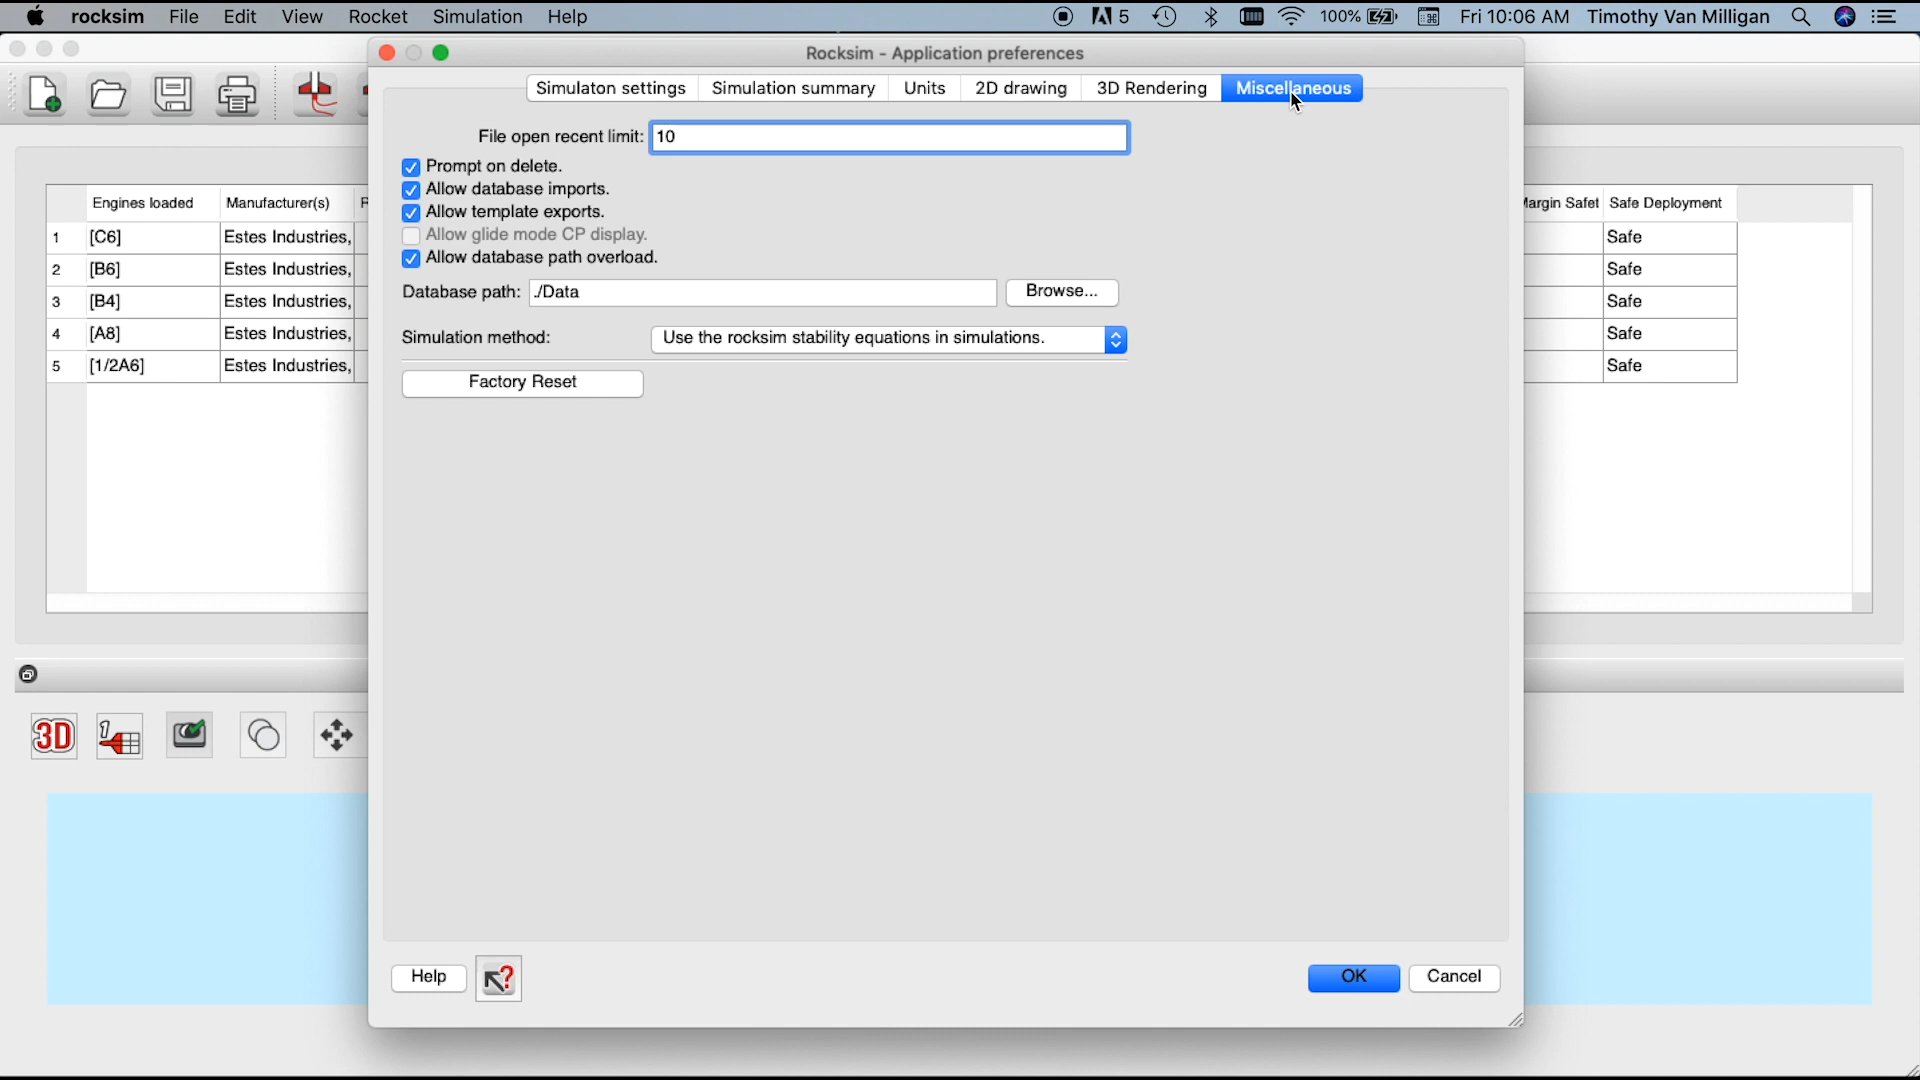 rocksim File Edit View Rocket Simulation Help 5 100% Fri 10:06 AM Timothy Van Milligan
Rocksim - Application preferences
Simulaton settings Simulation summary Units 2D drawing 3D Rendering Miscellaneous
File open recent limit: 10
Prompt on delete.
Allow database imports.
Allow template exports.
Allow glide mode CP display.
Allow database path overload.
Database path: ./Data Browse...
Simulation method: Use the rocksim stability equations in simulations.
Factory Reset
Help ? OK Cancel
Engines loaded Manufacturer(s) Safe Deployment
1 [C6] Estes Industries, Safe
2 [B6] Estes Industries, Safe
3 [B4] Estes Industries, Safe
4 [A8] Estes Industries, Safe
5 [1/2A6] Estes Industries, Safe
3D 1